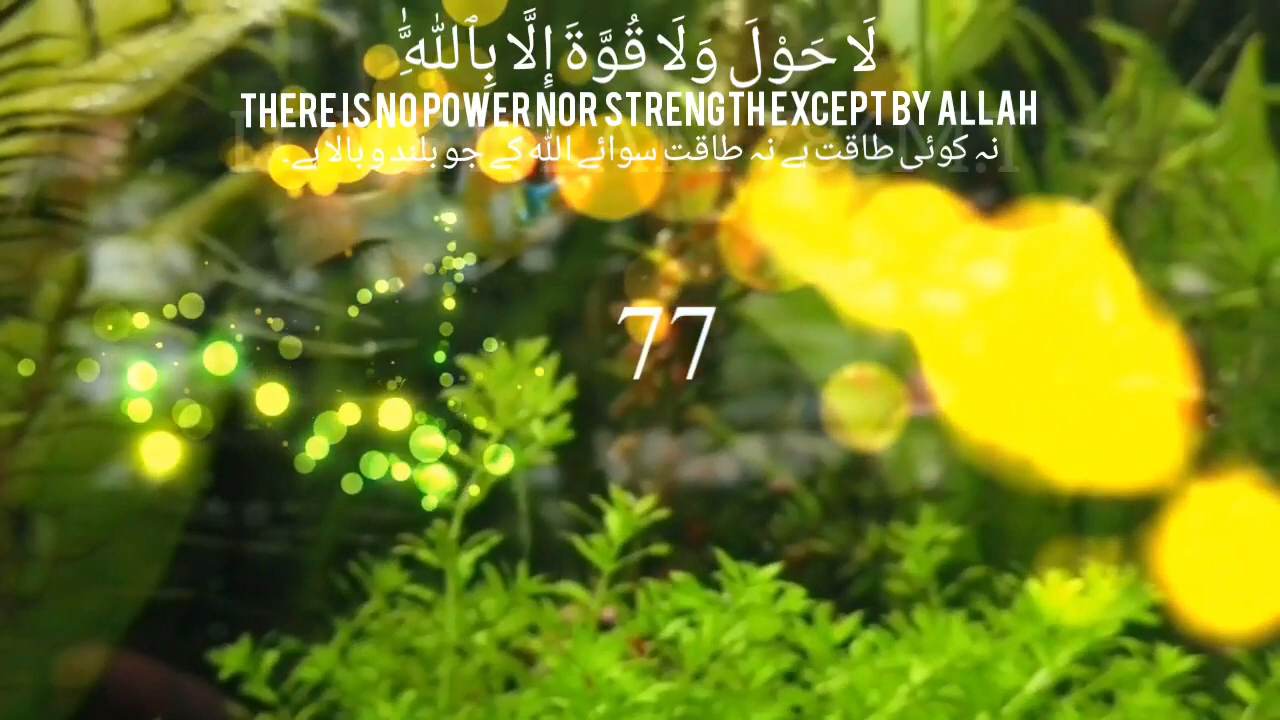 لَا حَوْلَ وَلَا قُوَّةَ إِلَّا بِٱللَّٰهِ
THERE IS NO POWER NOR STRENGTH EXCEPT BY ALLAH
نہ کوئی طاقت ہے نہ طاقت سوائے اللہ کے جو بلند و بالا ہے۔
77